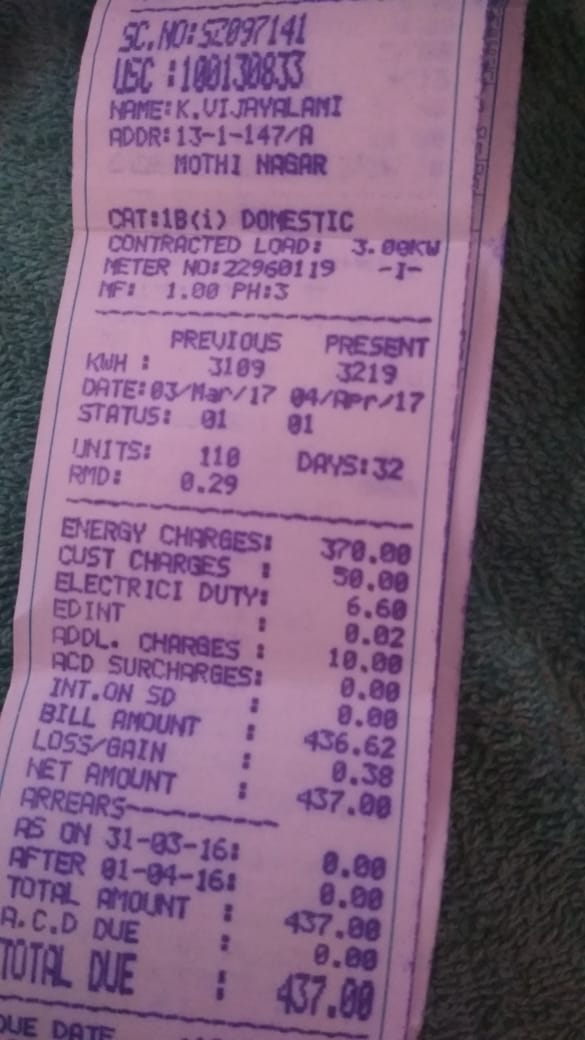 SC.NO:SZ097141
USC :100130833
NAME:K.VIJAYALAMI
ADDR:13-1-147/A
MOTHI NAGAR
CAT:1B(i) DOMESTIC
CONTRACTED LOAD: 3.00KW
METER NO:22960119 -I-
MF: 1.00 PH:3
PREVIOUS PRESENT
KWH : 3109 3219
DATE:03/Mar/17 04/Apr/17
STATUS: 01 01
UNITS: 110 DAYS:32
RMD: 0.29
ENERGY CHARGES: 370.00
CUST CHARGES : 50.00
ELECTRICI DUTY: 6.60
EDINT : 0.02
ADDL. CHARGES : 10.00
ACD SURCHARGES: 0.00
INT.ON SD : 0.00
BILL AMOUNT : 436.62
LOSS/GAIN : 0.38
NET AMOUNT : 437.00
ARREARS----------
AS ON 31-03-16: 0.00
AFTER 01-04-16: 0.00
TOTAL AMOUNT : 437.00
A.C.D DUE : 0.00
TOTAL DUE : 437.00
DUE DATE